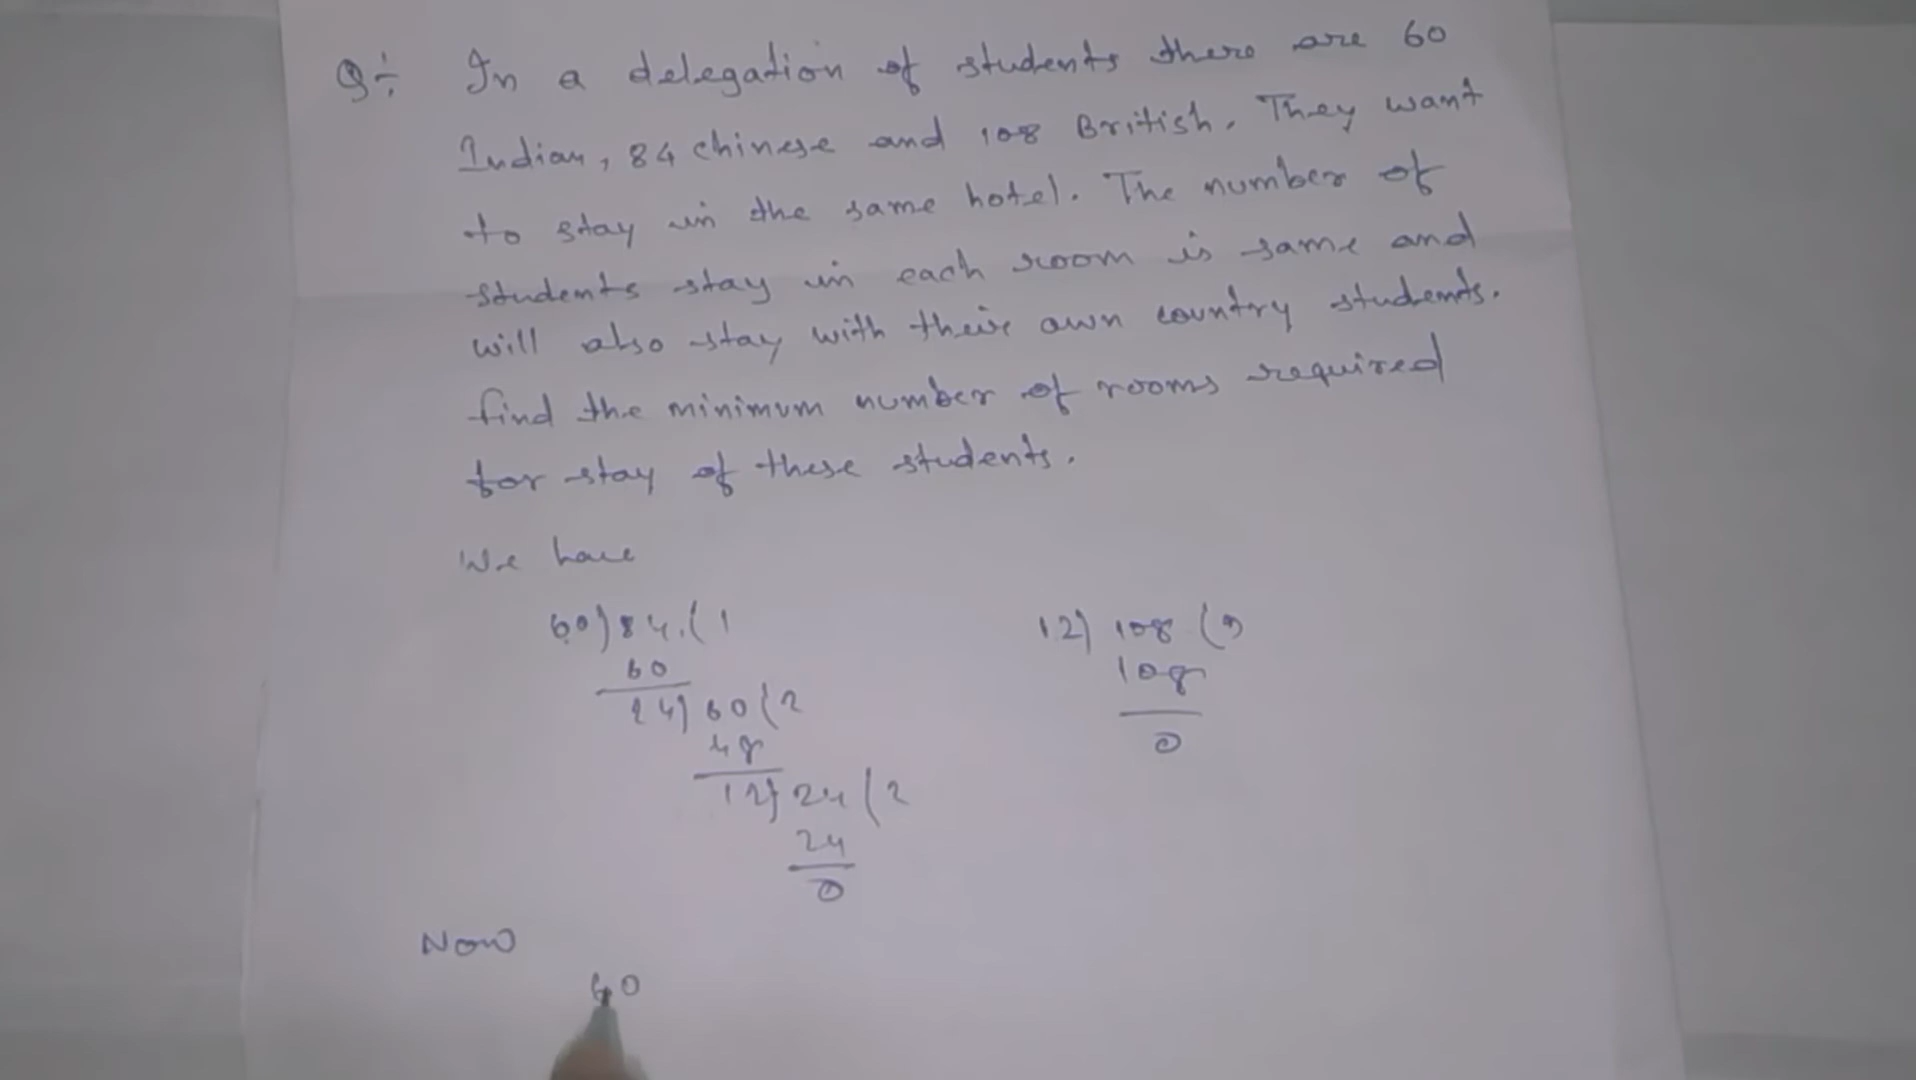 Q÷ In a delegation of students there are 60
Indian, 84 chinese and 108 British. They want
to stay in the same hotel. The number of
students stay in each room is same and
will also stay with their own country students.
find the minimum number of rooms required
for stay of these students.
We have
60)84(1
60
24)60(2
48
12)24(2
24
0
12) 108 (9
108
0
Now
60